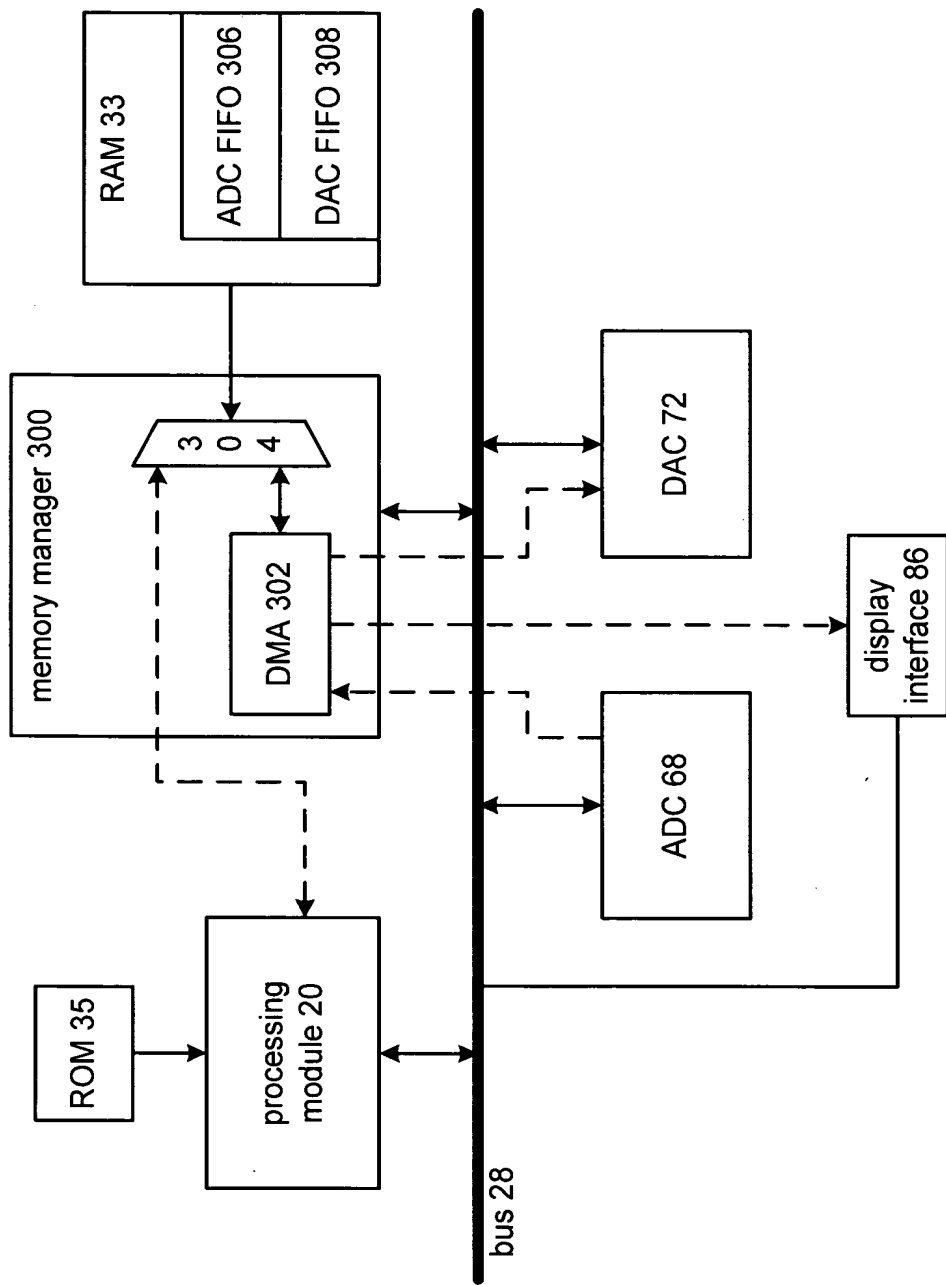 ROM 35
processing
module 20
memory manager 300
DMA 302
3
0
4
RAM 33
ADC FIFO 306
DAC FIFO 308
bus 28
ADC 68
DAC 72
display
interface 86